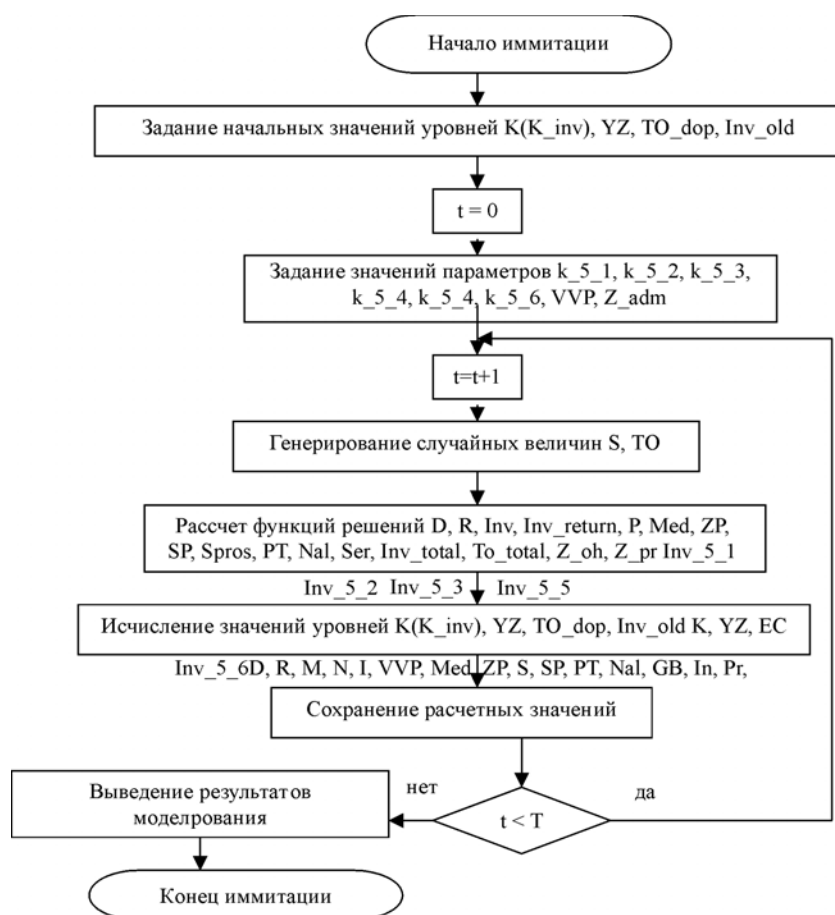 Начало иммитации
Задание начальных значений уровней K(K_inv), YZ, TO_dop, Inv_old
t = 0
Задание значений параметров k_5_1, k_5_2, k_5_3,
k_5_4, k_5_4, k_5_6, VVP, Z_adm
t=t+1
Генерирование случайных величин S, TO
Рассчет функций решений D, R, Inv, Inv_return, P, Med, ZP,
SP, Spros, PT, Nal, Ser, Inv_total, To_total, Z_oh, Z_pr Inv_5_1
Inv_5_2 Inv_5_3 Inv_5_5
Исчисление значений уровней K(K_inv), YZ, TO_dop, Inv_old K, YZ, EC
Inv_5_6D, R, M, N, I, VVP, Med, ZP, S, SP, PT, Nal, GB, In, Pr,
Сохранение расчетных значений
нет
да
Выведение результатов
моделрования
t < T
Конец иммитации